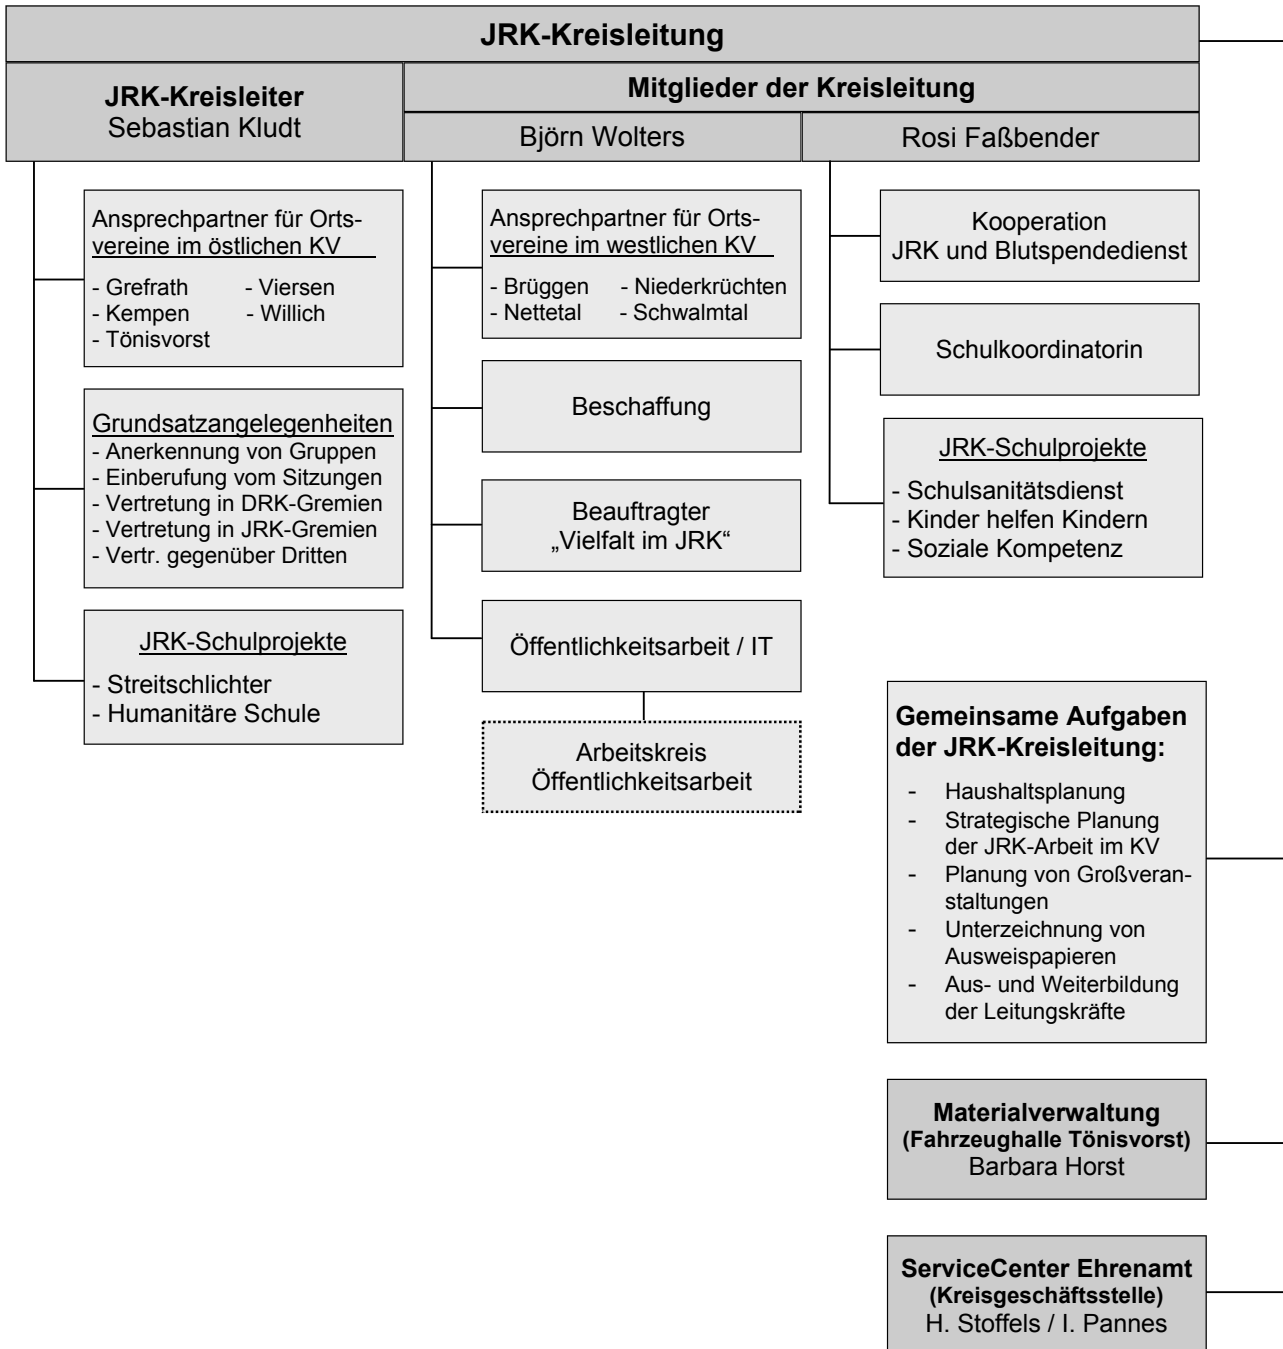 JRK-Kreisleitung
JRK-Kreisleiter
Sebastian Kludt
Mitglieder der Kreisleitung
Björn Wolters
Rosi Faßbender
Ansprechpartner für Orts-
vereine im östlichen KV
- Grefrath - Viersen
- Kempen - Willich
- Tönisvorst
Grundsatzangelegenheiten
- Anerkennung von Gruppen
- Einberufung vom Sitzungen
- Vertretung in DRK-Gremien
- Vertretung in JRK-Gremien
- Vertr. gegenüber Dritten
JRK-Schulprojekte
- Streitschlichter
- Humanitäre Schule
Ansprechpartner für Orts-
vereine im westlichen KV
- Brüggen - Niederkrüchten
- Nettetal - Schwalmtal
Beschaffung
Beauftragter
„Vielfalt im JRK“
Öffentlichkeitsarbeit / IT
Arbeitskreis
Öffentlichkeitsarbeit
Kooperation
JRK und Blutspendedienst
Schulkoordinatorin
JRK-Schulprojekte
- Schulsanitätsdienst
- Kinder helfen Kindern
- Soziale Kompetenz
Gemeinsame Aufgaben
der JRK-Kreisleitung:
- Haushaltsplanung
- Strategische Planung
der JRK-Arbeit im KV
- Planung von Großveran-
staltungen
- Unterzeichnung von
Ausweispapieren
- Aus- und Weiterbildung
der Leitungskräfte
Materialverwaltung
(Fahrzeughalle Tönisvorst)
Barbara Horst
ServiceCenter Ehrenamt
(Kreisgeschäftsstelle)
H. Stoffels / I. Pannes